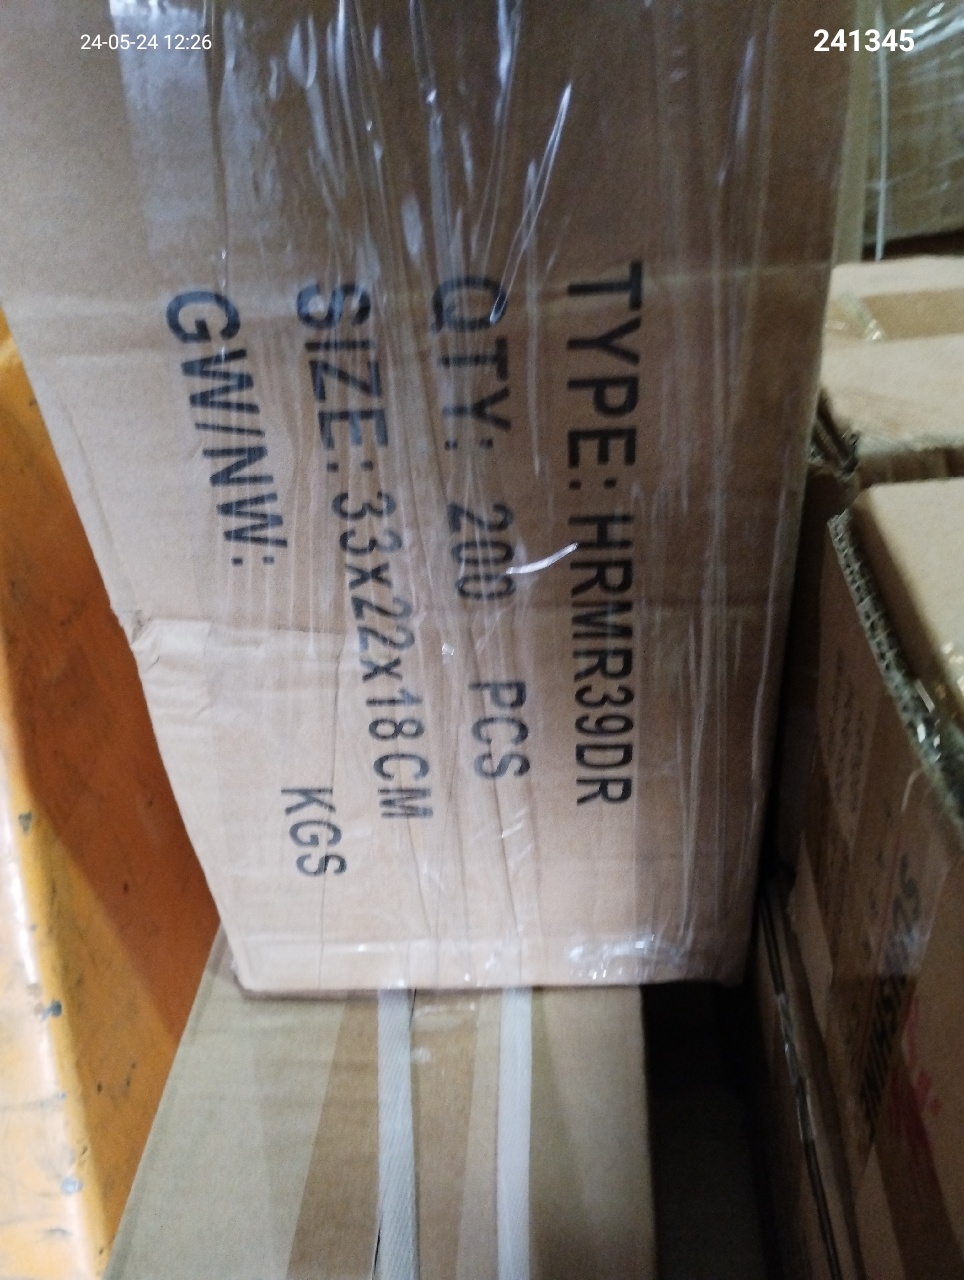 24-05-24 12:26
241345
TYPE: HRMR39DR
QTY: 200 PCS
SIZE: 33x22x18CM
GW/NW: KGS